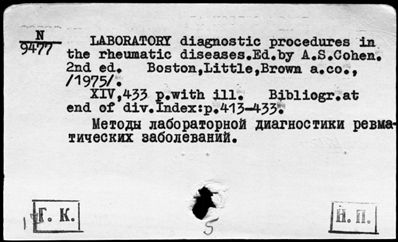 N
9477
LABORATORY diagnostic procedures in
the rheumatic diseases.Ed.by A.S.Cohen.
2nd ed. Boston,Little,Brown a.co.,
/1975/.
XIV,433 p.with ill. Bibliogr.at
end of div.Index:p.413-433.
Методы лабораторной диагностики ревма-
тических заболеваний.
Г. К.
Н. П.
5